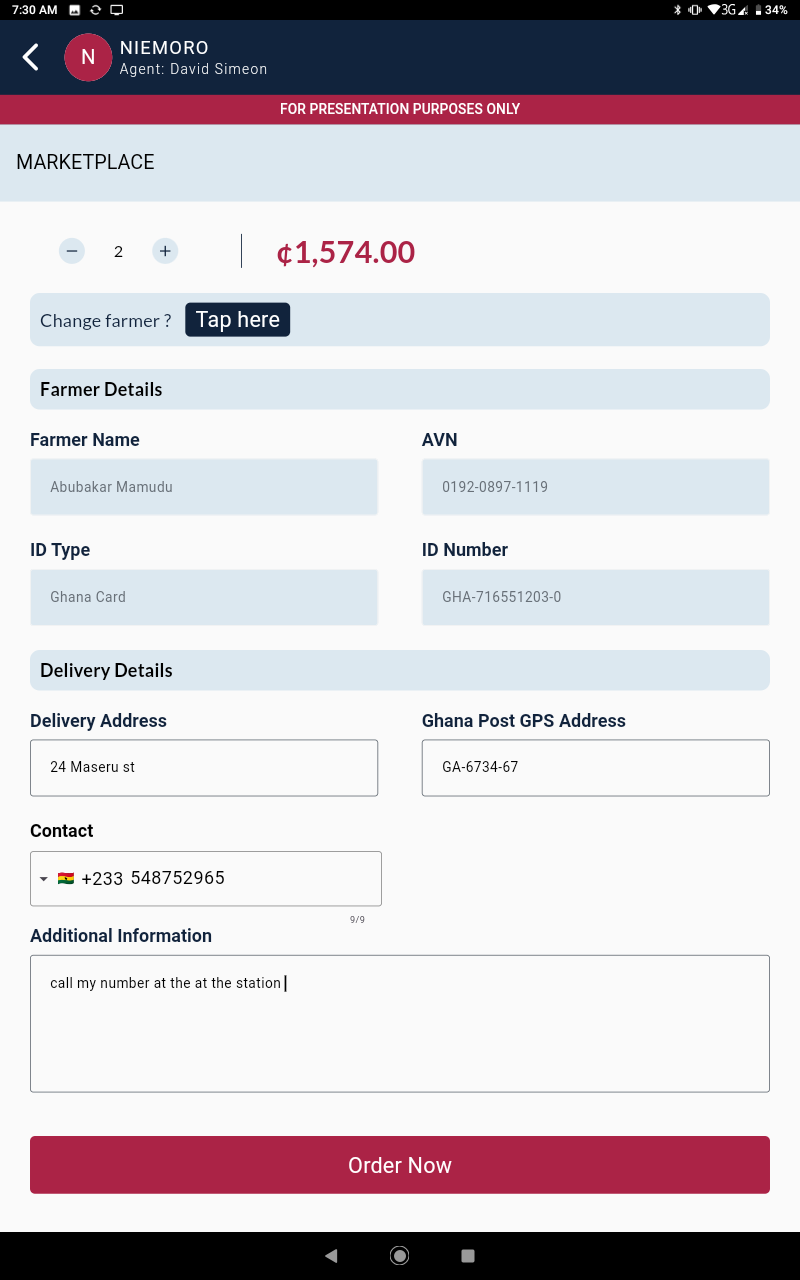 7:30 AM 3G 34%
N NIEMORO
Agent: David Simeon
FOR PRESENTATION PURPOSES ONLY
MARKETPLACE
− 2 + ¢1,574.00
Change farmer ? Tap here
Farmer Details
Farmer Name AVN
Abubakar Mamudu 0192-0897-1119
ID Type ID Number
Ghana Card GHA-716551203-0
Delivery Details
Delivery Address Ghana Post GPS Address
24 Maseru st GA-6734-67
Contact
+233 548752965
9/9
Additional Information
call my number at the at the station
Order Now